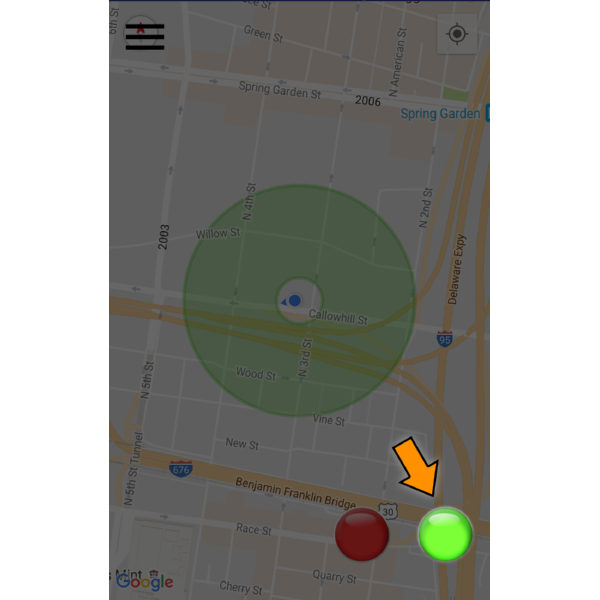 Green St
N American St
Spring Garden St
2006
Spring Garden
N 4th St
N 2nd St
Willow St
2003
Delaware Expy
Callowhill St
95
N 3rd St
Wood St
N 5th St
Vine St
New St
N 5th St Tunnel
676
Benjamin Franklin Bridge
30
Race St
Mint
Google
Quarry St
Cherry St